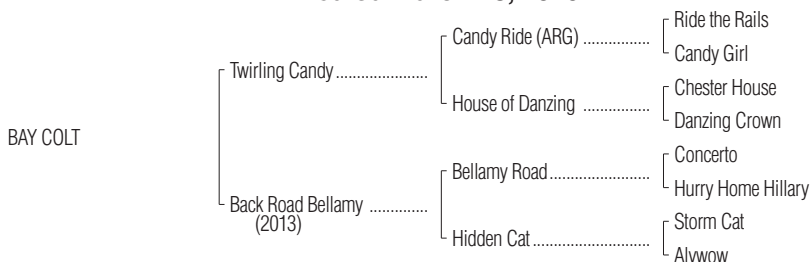 Ride the Rails
Candy Ride (ARG) ................
Candy Girl
Twirling Candy ......................
Chester House
House of Danzing ................
Danzing Crown
BAY COLT
Concerto
Bellamy Road ........................
Hurry Home Hillary
Back Road Bellamy ..............
(2013)
Storm Cat
Hidden Cat ............................
Alywow